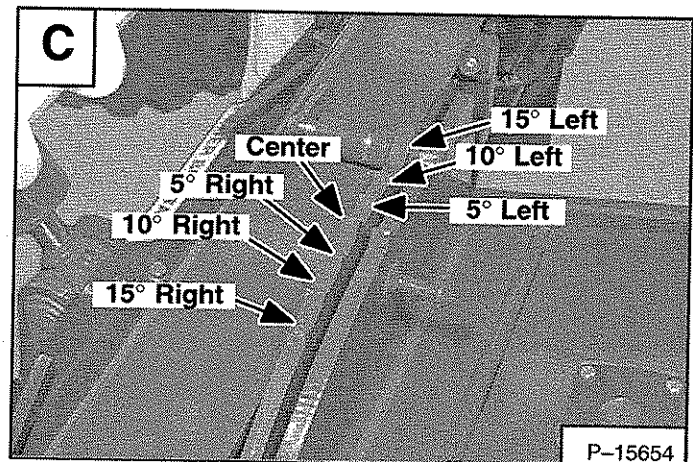 C
15° Left
Center
10° Left
5° Right
5° Left
10° Right
15° Right
P–15654